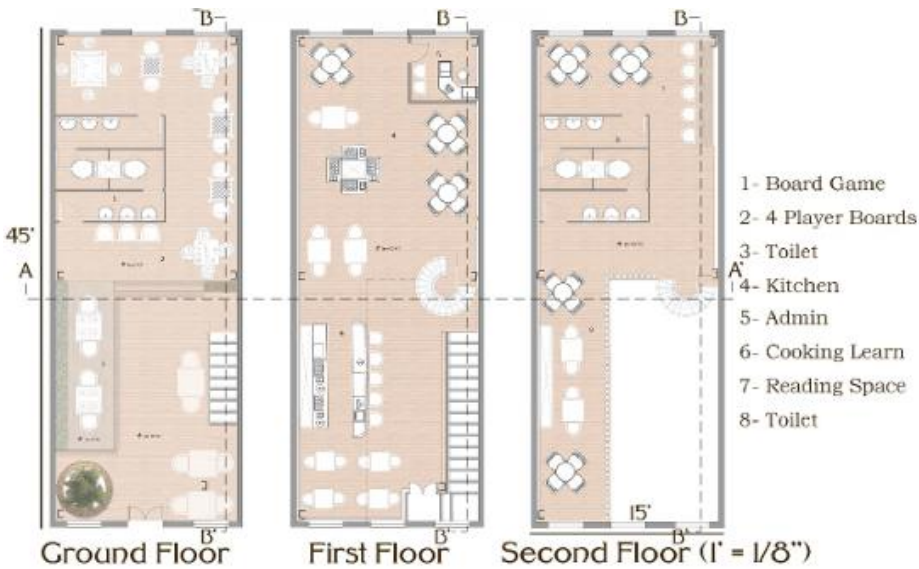 B B B
1- Board Game
2- 4 Player Boards
3- Toilet
4- Kitchen
5- Admin
6- Cooking Learn
7- Reading Space
8- Toilet
45'
A A'
15'
B' B' B'
Ground Floor First Floor Second Floor (1' = 1/8")